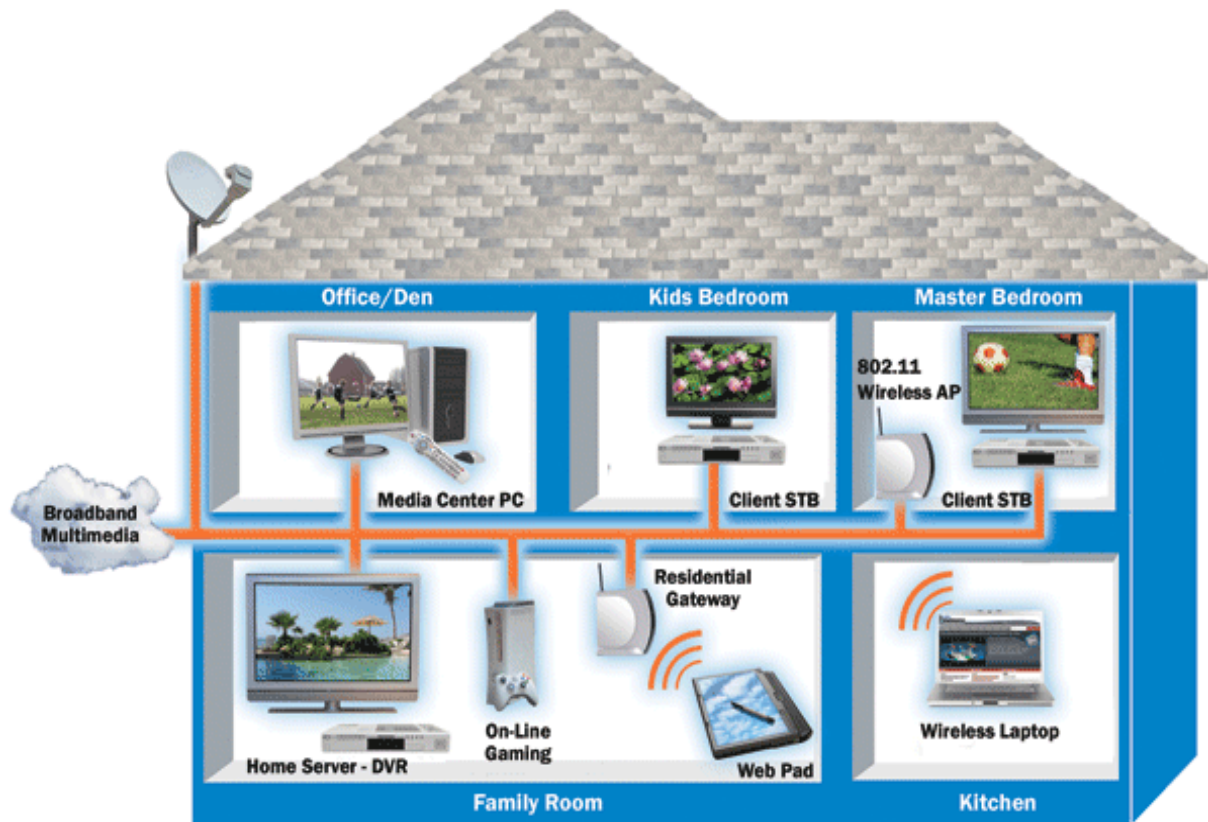 Office/Den
Kids Bedroom
Master Bedroom
802.11
Wireless AP
Media Center PC
Client STB
Client STB
Broadband
Multimedia
Residential
Gateway
On-Line
Gaming
Home Server - DVR
Web Pad
Wireless Laptop
Family Room
Kitchen